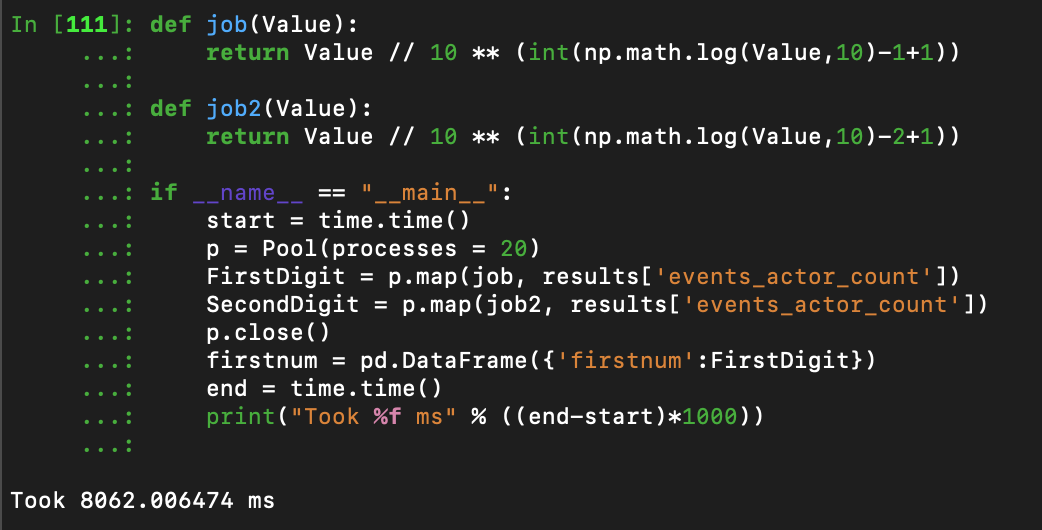 In [111]: def job(Value):
     ...:     return Value // 10 ** (int(np.math.log(Value,10)-1+1))
     ...:
     ...: def job2(Value):
     ...:     return Value // 10 ** (int(np.math.log(Value,10)-2+1))
     ...:
     ...: if __name__ == "__main__":
     ...:     start = time.time()
     ...:     p = Pool(processes = 20)
     ...:     FirstDigit = p.map(job, results['events_actor_count'])
     ...:     SecondDigit = p.map(job2, results['events_actor_count'])
     ...:     p.close()
     ...:     firstnum = pd.DataFrame({'firstnum':FirstDigit})
     ...:     end = time.time()
     ...:     print("Took %f ms" % ((end-start)*1000))
     ...:
Took 8062.006474 ms